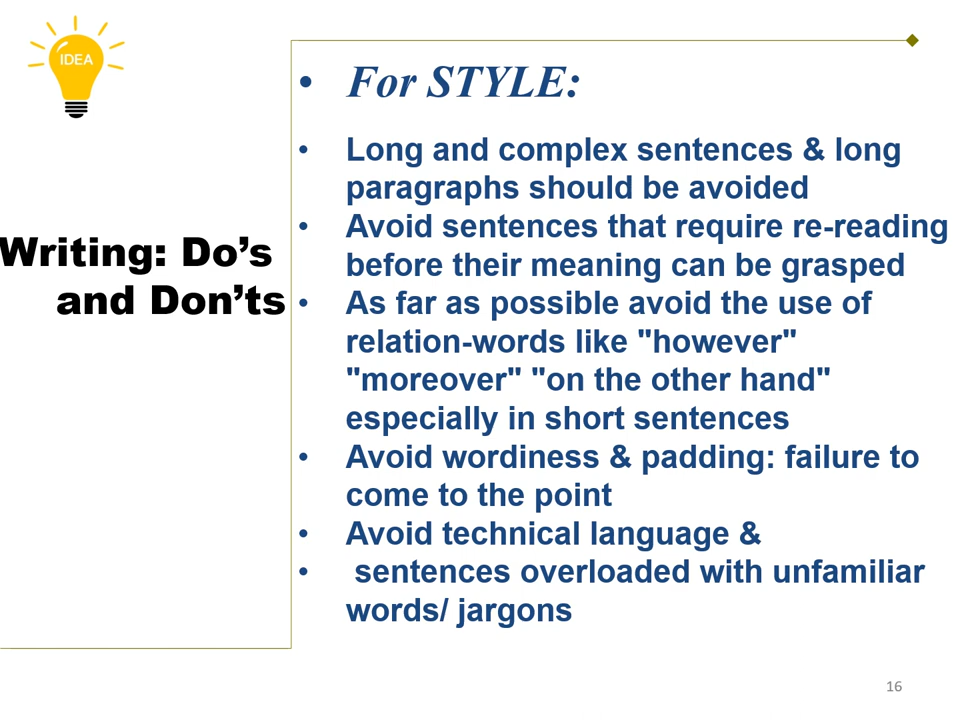 IDEA
Writing: Do’s
and Don’ts
• For STYLE:
• Long and complex sentences & long
paragraphs should be avoided
• Avoid sentences that require re-reading
before their meaning can be grasped
• As far as possible avoid the use of
relation-words like "however"
"moreover" "on the other hand"
especially in short sentences
• Avoid wordiness & padding: failure to
come to the point
• Avoid technical language &
• sentences overloaded with unfamiliar
words/ jargons
16